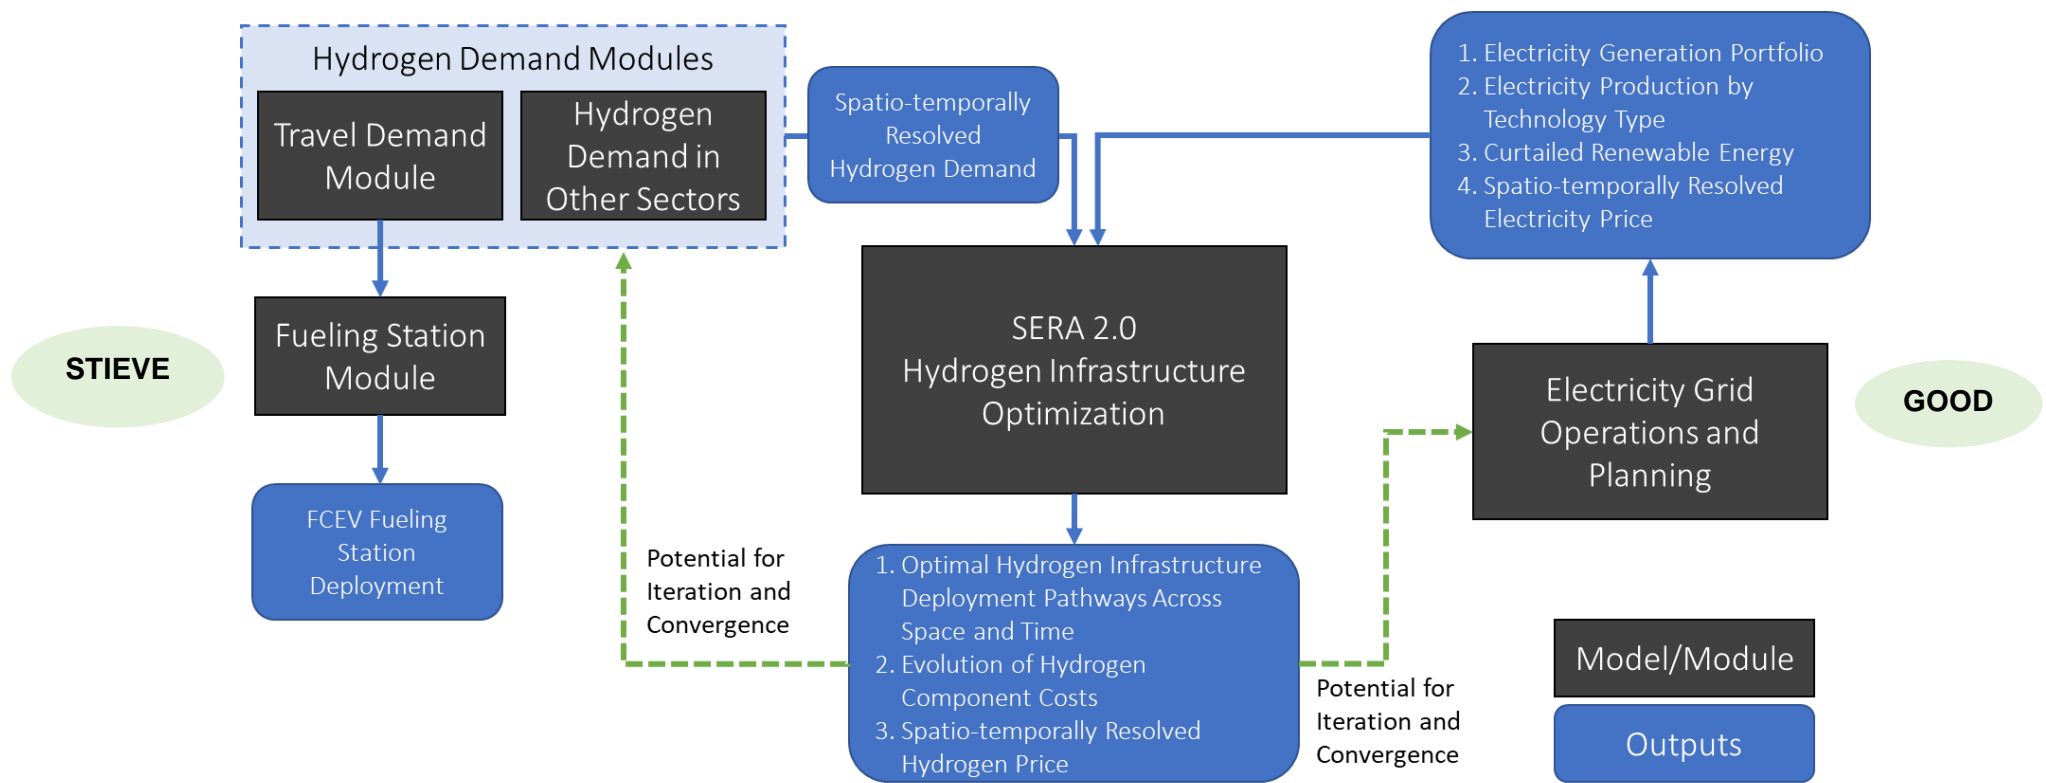 Hydrogen Demand Modules
Travel Demand
Module
Hydrogen
Demand in
Other Sectors
Spatio-temporally
Resolved
Hydrogen Demand
1. Electricity Generation Portfolio
2. Electricity Production by
Technology Type
3. Curtailed Renewable Energy
4. Spatio-temporally Resolved
Electricity Price
STIEVE
Fueling Station
Module
SERA 2.0
Hydrogen Infrastructure
Optimization
Electricity Grid
Operations and
Planning
GOOD
FCEV Fueling
Station
Deployment
Potential for
Iteration and
Convergence
1. Optimal Hydrogen Infrastructure
Deployment Pathways Across
Space and Time
2. Evolution of Hydrogen
Component Costs
3. Spatio-temporally Resolved
Hydrogen Price
Potential for
Iteration and
Convergence
Model/Module
Outputs